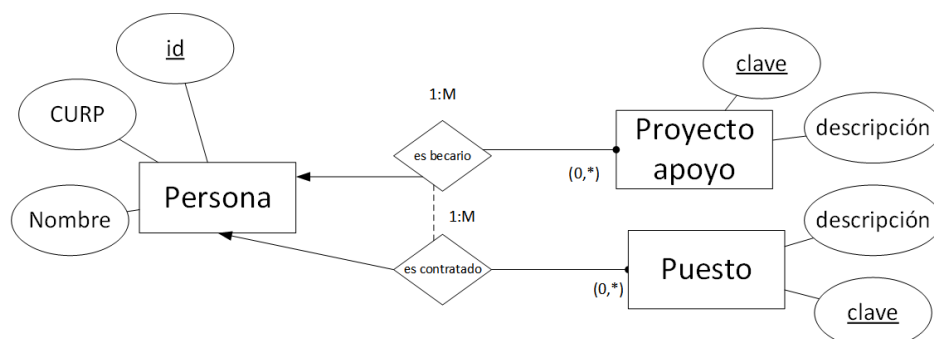 id
clave
CURP
1:M
Proyecto
apoyo
descripción
es becario
(0,*)
Persona
Nombre
1:M
descripción
es contratado
Puesto
(0,*)
clave